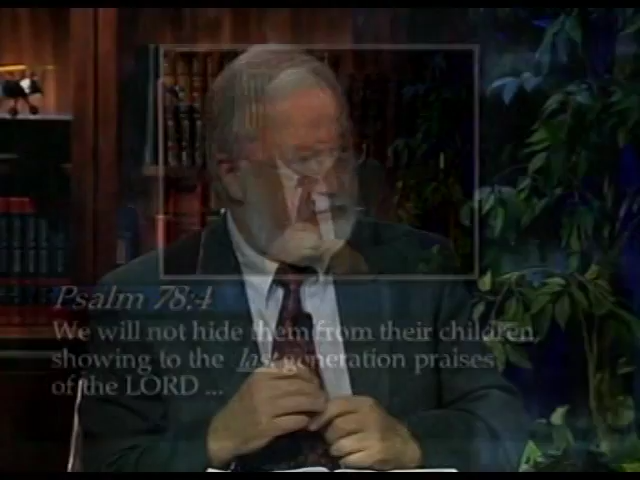 Psalm 78:4
We will not hide them from their children,
showing to the last generation praises
of the LORD ...